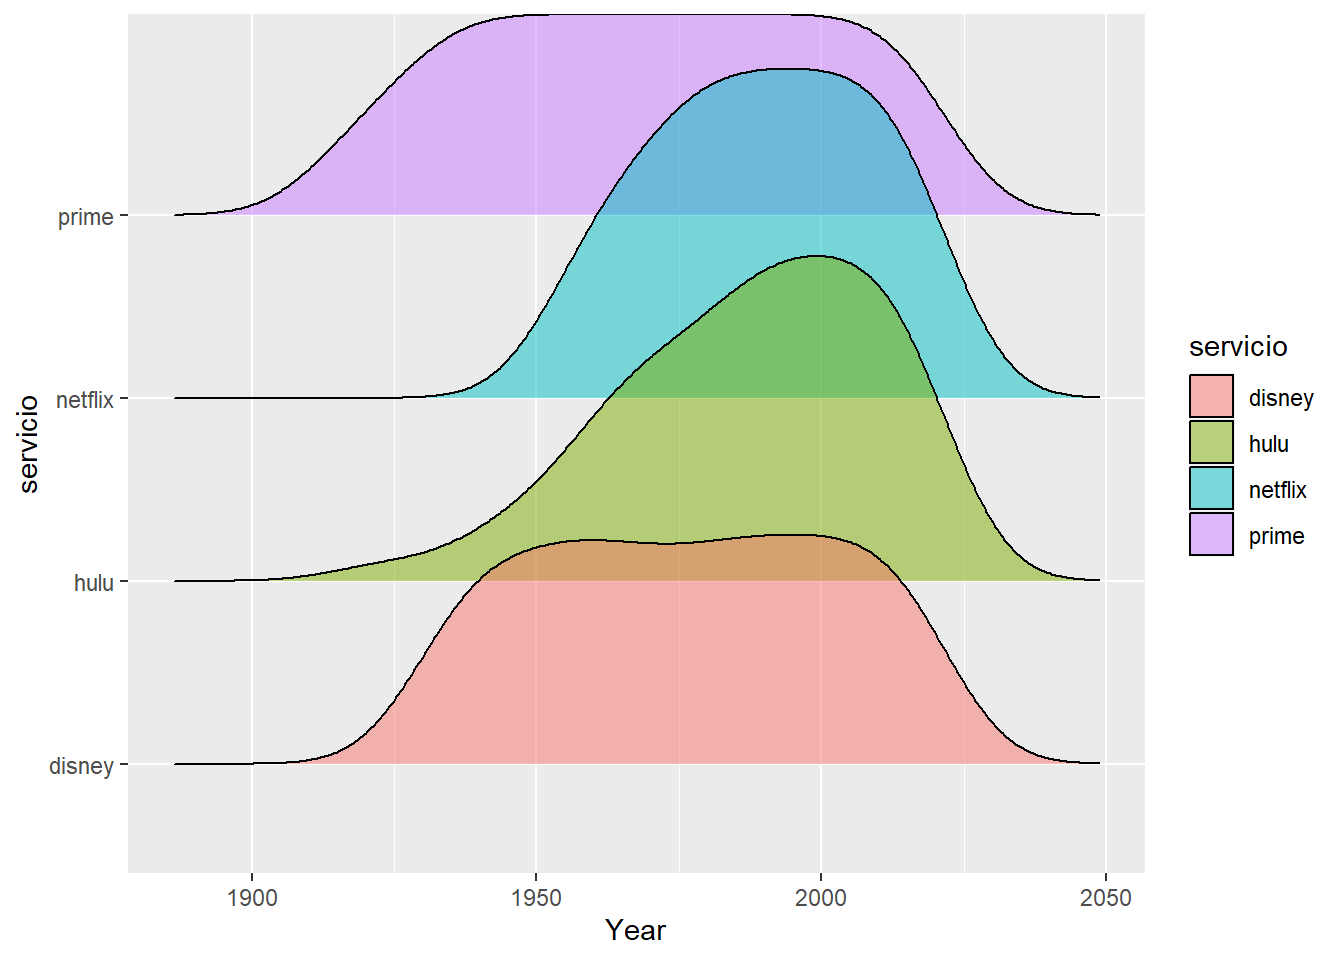 prime
netflix
hulu
disney
servicio
1900
1950
2000
2050
Year
servicio
disney
hulu
netflix
prime